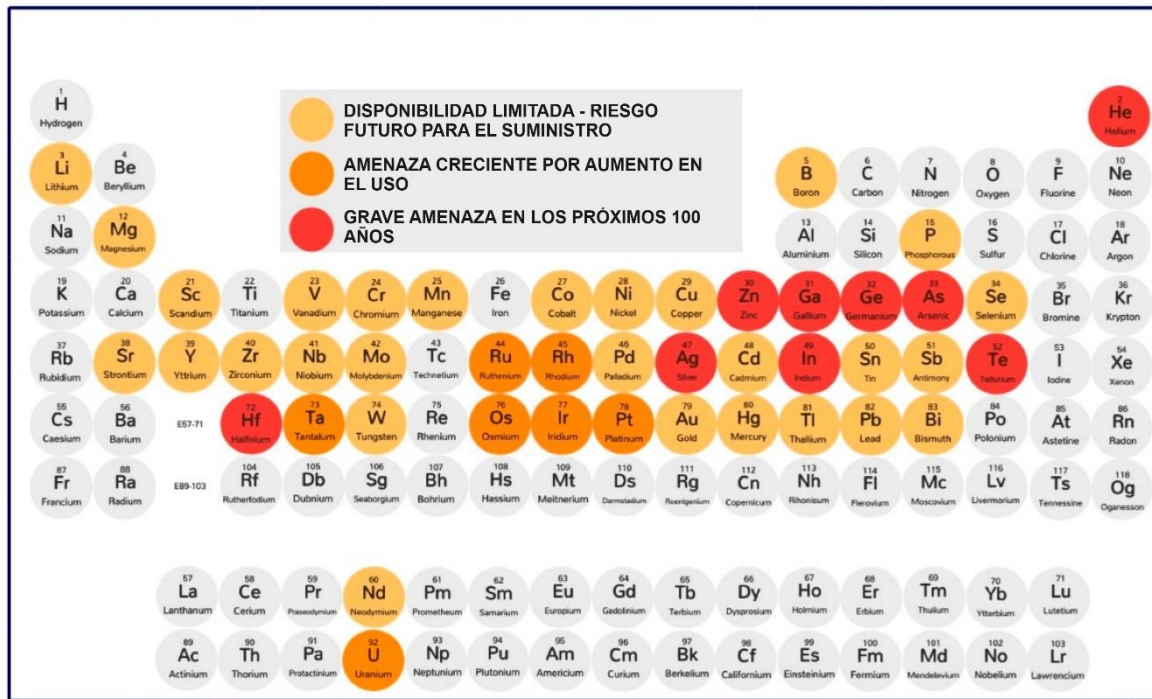 DISPONIBILIDAD LIMITADA - RIESGO
FUTURO PARA EL SUMINISTRO
AMENAZA CRECIENTE POR AUMENTO EN
EL USO
GRAVE AMENAZA EN LOS PRÓXIMOS 100
AÑOS
1 2
H He
Hydrogen Helium
3 4 5 6 7 8 9 10
Li Be B C N O F Ne
Lithium Beryllium Boron Carbon Nitrogen Oxygen Fluorine Neon
11 12 13 14 15 16 17 18
Na Mg Al Si P S Cl Ar
Sodium Magnesium Aluminium Silicon Phosphorous Sulfur Chlorine Argon
19 20 21 22 23 24 25 26 27 28 29 30 31 32 33 34 35 36
K Ca Sc Ti V Cr Mn Fe Co Ni Cu Zn Ga Ge As Se Br Kr
Potassium Calcium Scandium Titanium Vanadium Chromium Manganese Iron Cobalt Nickel Copper Zinc Gallium Germanium Arsenic Selenium Bromine Krypton
37 38 39 40 41 42 43 44 45 46 47 48 49 50 51 52 53 54
Rb Sr Y Zr Nb Mo Tc Ru Rh Pd Ag Cd In Sn Sb Te I Xe
Rubidium Strontium Yttrium Zirconium Niobium Molybdenum Technetium Ruthenium Rhodium Palladium Silver Cadmium Indium Tin Antimony Tellurium Iodine Xenon
55 56 72 73 74 75 76 77 78 79 80 81 82 83 84 85 86
Cs Ba E57-71 Hf Ta W Re Os Ir Pt Au Hg Tl Pb Bi Po At Rn
Caesium Barium Halfnium Tantalum Tungsten Rhenium Osmium Iridium Platinum Gold Mercury Thallium Lead Bismuth Polonium Astetine Radon
87 88 104 105 106 107 108 109 110 111 112 113 114 115 116 117 118
Fr Ra E89-103 Rf Db Sg Bh Hs Mt Ds Rg Cn Nh Fl Mc Lv Ts Og
Francium Radium Rutherfodium Dubnium Seaborgium Bohrium Hassium Meitnerium Darmstadium Roentgenium Copernicum Rihonisum Flerovium Moscovium Livermorium Tennessine Oganesson
57 58 59 60 61 62 63 64 65 66 67 68 69 70 71
La Ce Pr Nd Pm Sm Eu Gd Tb Dy Ho Er Tm Yb Lu
Lanthanum Cerium Praseodymium Neodymium Prometheum Samarium Europium Gadolinium Terbium Dysprosium Holmium Erbium Thulium Ytterbium Lutetium
89 90 91 92 93 94 95 96 97 98 99 100 101 102 103
Ac Th Pa U Np Pu Am Cm Bk Cf Es Fm Md No Lr
Actinium Thorium Protactinium Uranium Neptunium Plutonium Americium Curium Berkelium Californium Einsteinium Fermium Mendelevium Nobelium Lawrencium